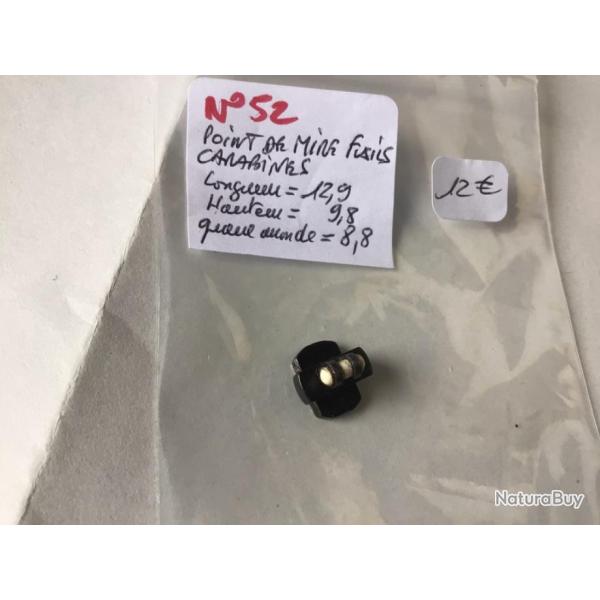 N°52
POINT DE MIRE FUSILS
CARABINES
Longueur = 12,9
Hauteur = 9,8
queue aronde = 8,8
12€
NaturaBuy